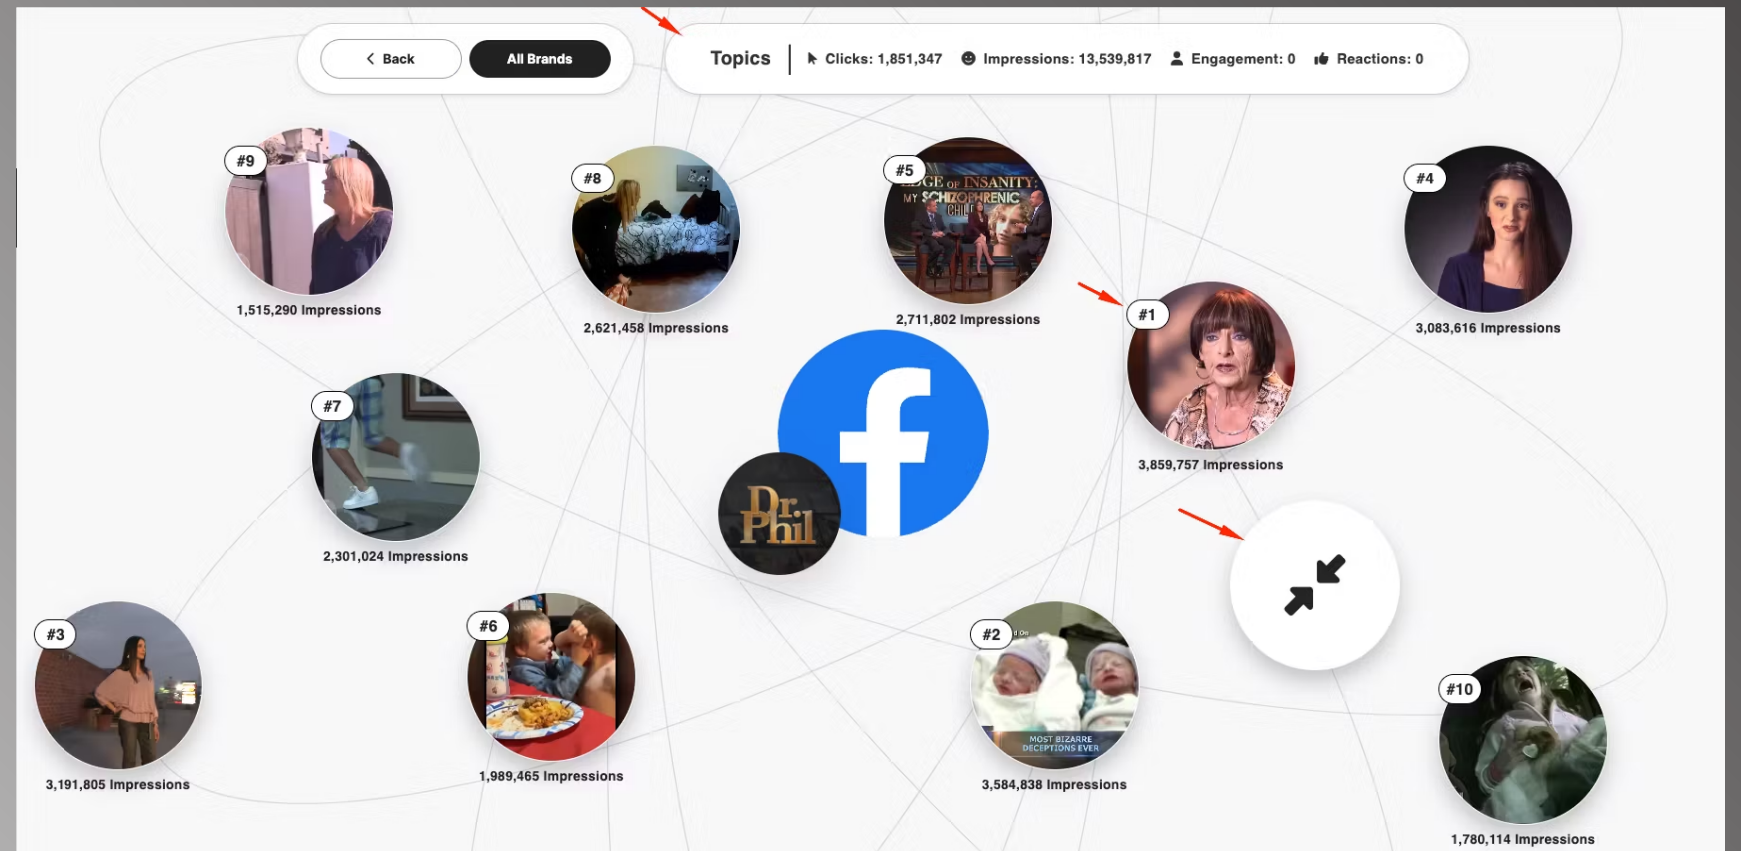 Back
All Brands
Topics
Clicks: 1,851,347
Impressions: 13,539,817
Engagement: 0
Reactions: 0
#9
1,515,290 Impressions
#8
2,621,458 Impressions
#5
EDGE OF INSANITY:
MY SCHIZOPHRENIC
CHILD
2,711,802 Impressions
#4
3,083,616 Impressions
#1
3,859,757 Impressions
#7
2,301,024 Impressions
f
Dr.
Phil
#3
3,191,805 Impressions
#6
1,989,465 Impressions
#2
MOST BIZARRE
DECEPTIONS EVER
3,584,838 Impressions
#10
1,780,114 Impressions